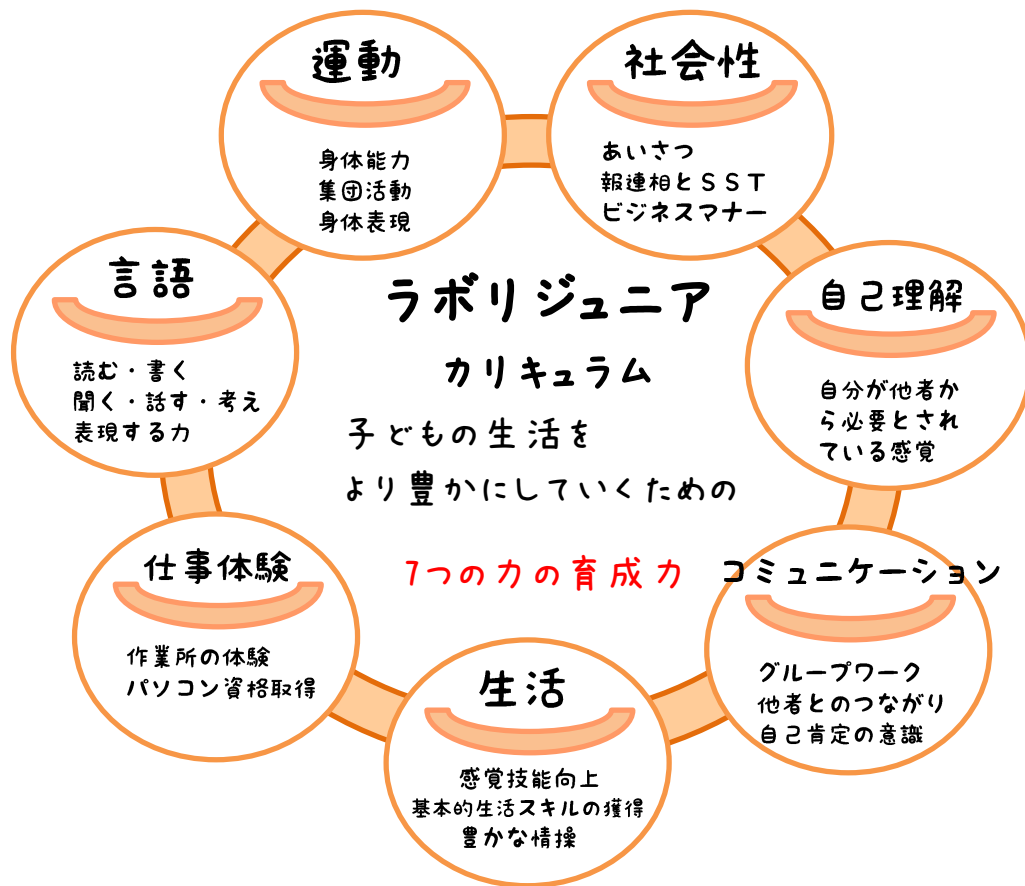 運動
身体能力
集団活動
身体表現
社会性
あいさつ
報連相とＳＳＴ
ビジネスマナー
言語
読む・書く
聞く・話す・考え
表現する力
ラボリジュニア
カリキュラム
子どもの生活を
より豊かにしていくための
7つの力の育成力
自己理解
自分が他者か
ら必要とされ
ている感覚
仕事体験
作業所の体験
パソコン資格取得
生活
感覚技能向上
基本的生活スキルの獲得
豊かな情操
コミュニケーション
グループワーク
他者とのつながり
自己肯定の意識